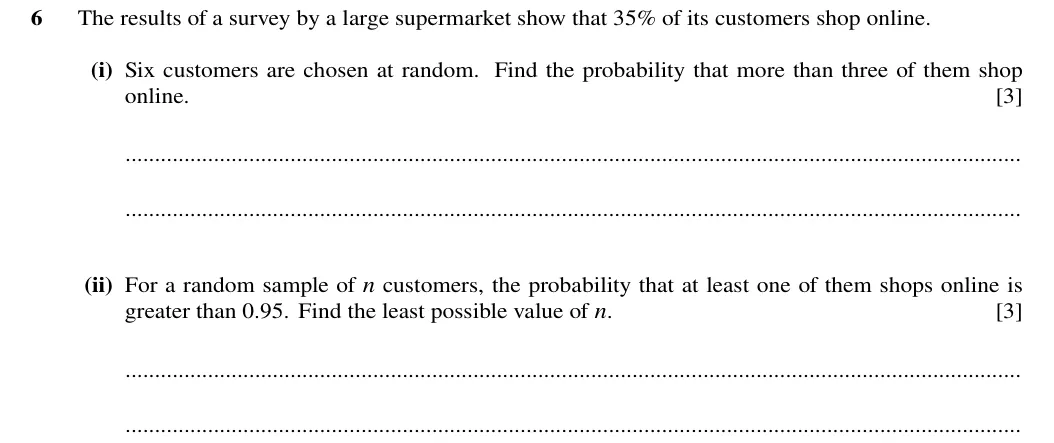 6 The results of a survey by a large supermarket show that 35% of its customers shop online.
(i) Six customers are chosen at random. Find the probability that more than three of them shop
online. [3]
(ii) For a random sample of n customers, the probability that at least one of them shops online is
greater than 0.95. Find the least possible value of n. [3]